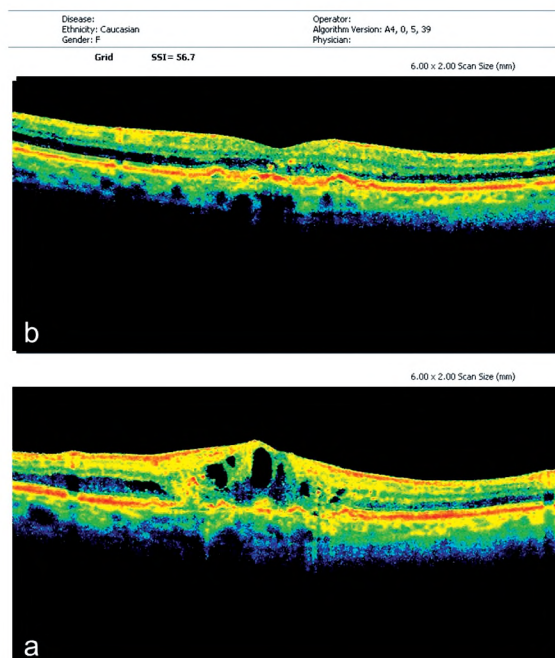 Disease: Operator:
Ethnicity: Caucasian Algorithm Version: A4, 0, 5, 39
Gender: F Physician:
Grid SSI= 56.7
6.00 x 2.00 Scan Size (mm)
b
6.00 x 2.00 Scan Size (mm)
a